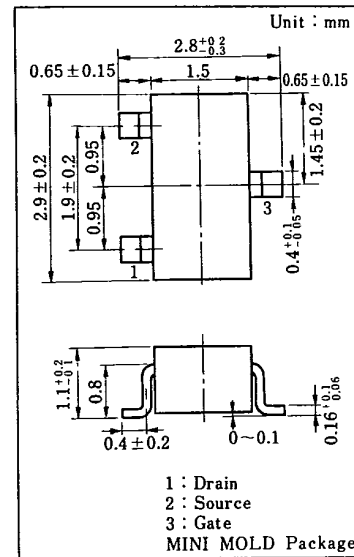 Unit : mm
2.8 +0.2 -0.3
0.65 ± 0.15
1.5
0.65 ± 0.15
2.9 ± 0.2
1.9 ± 0.2
0.95
0.95
2
1
3
1.45 ± 0.2
0.4 +0.1 -0.05
1.1 +0.2 -0.1
0.8
0.4 ± 0.2
0~0.1
0.16 +0.1 -0.06
1 : Drain
2 : Source
3 : Gate
MINI MOLD Package